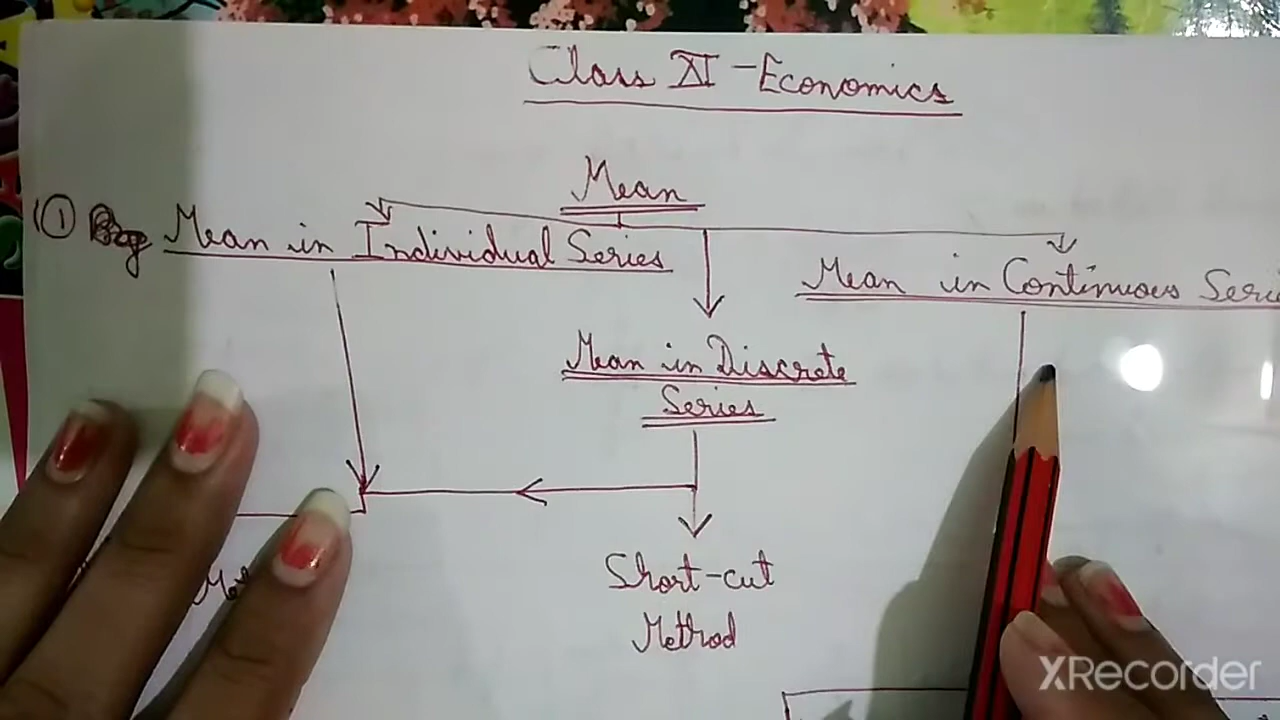 Class XI - Economics
Mean
(1) Mean in Individual Series
Mean in Continuous Seri
Mean in Discrete
Series
Short-cut
Method
XRecorder